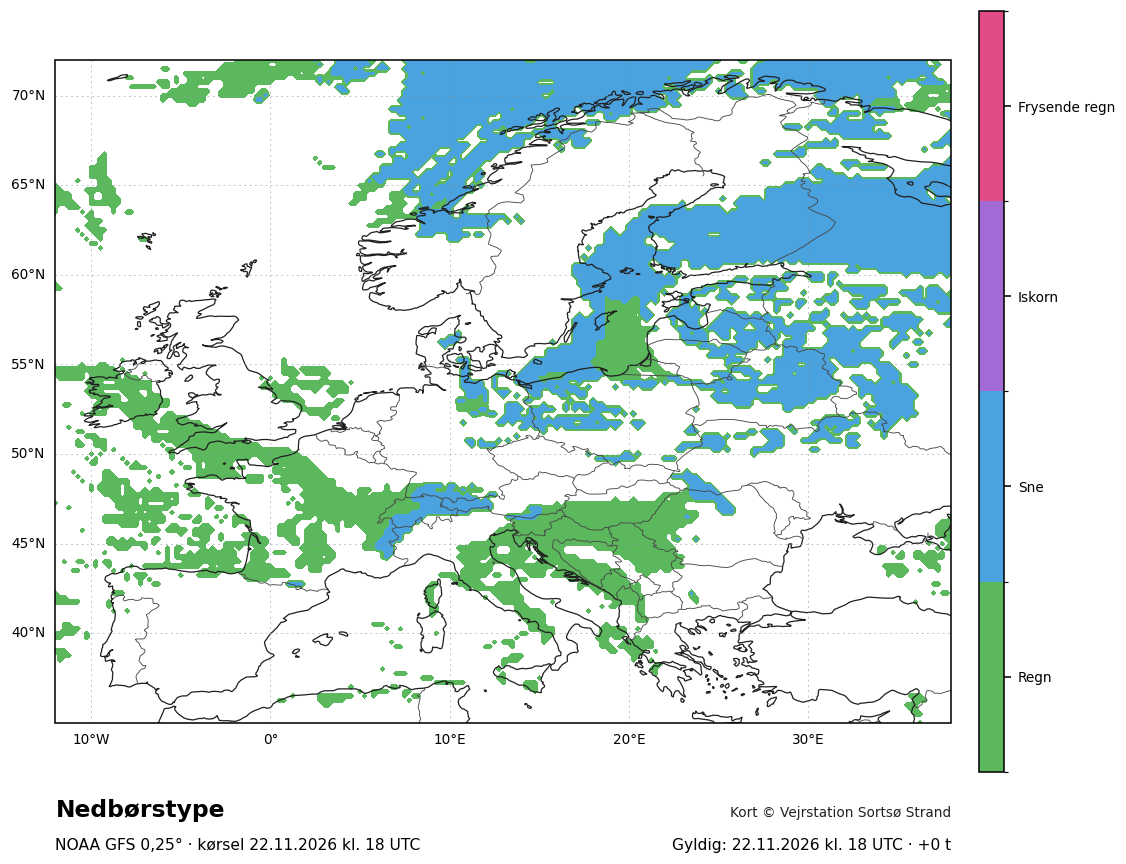 70°N
65°N
60°N
55°N
50°N
45°N
40°N
10°W
0°
10°E
20°E
30°E
Frysende regn
Iskorn
Sne
Regn
Nedbørstype
Kort © Vejrstation Sortsø Strand
NOAA GFS 0,25° · kørsel 22.11.2026 kl. 18 UTC
Gyldig: 22.11.2026 kl. 18 UTC · +0 t